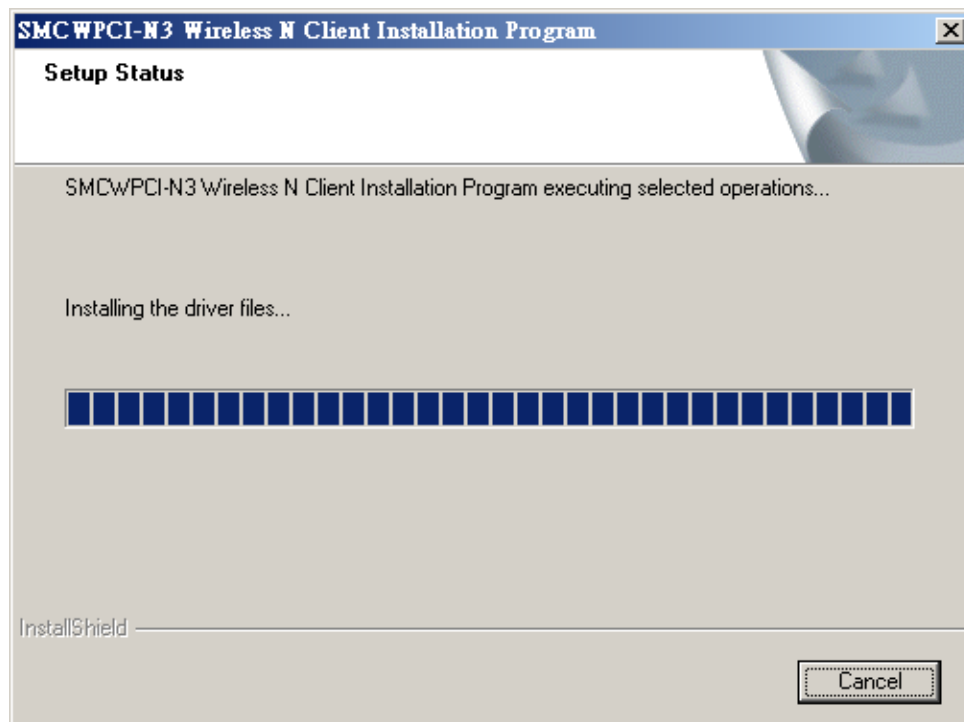 SMCWPCI-N3 Wireless N Client Installation Program
Setup Status
SMCWPCI-N3 Wireless N Client Installation Program executing selected operations...
Installing the driver files...
InstallShield
Cancel